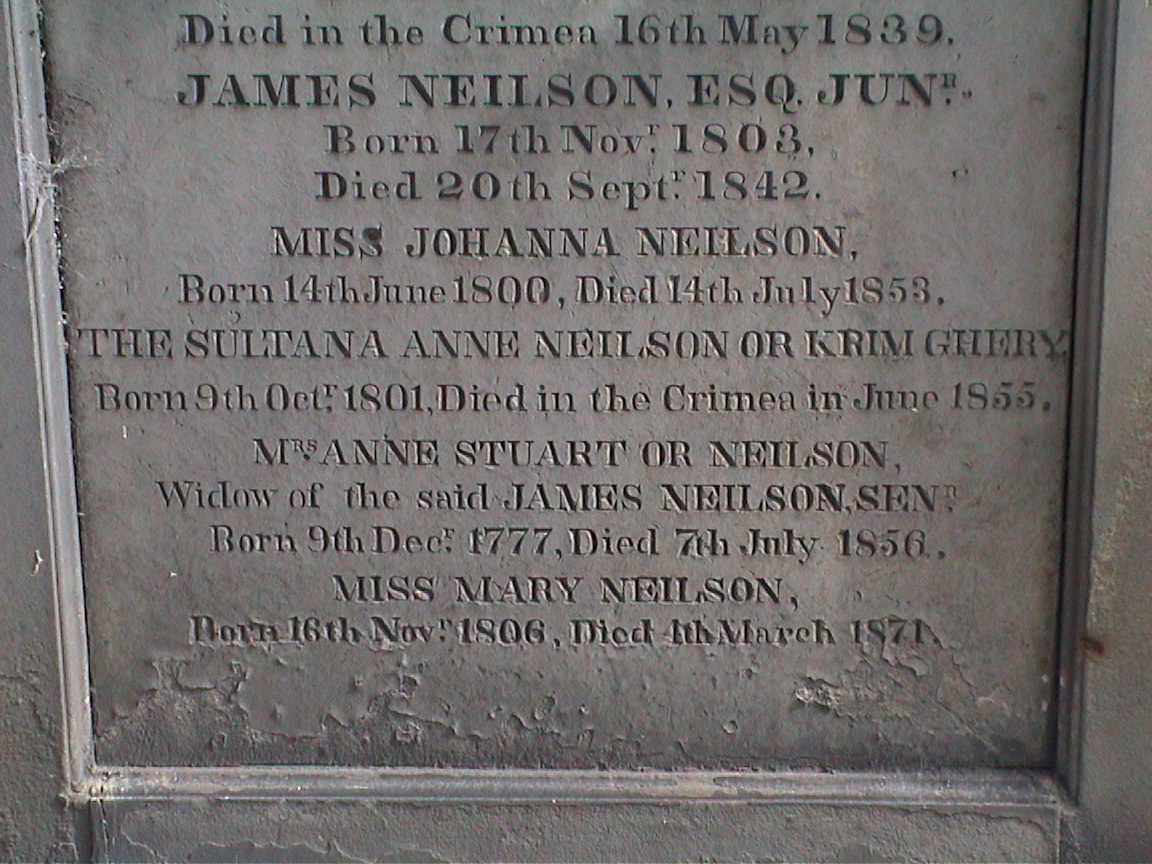 Died in the Crimea 16th May 1839.
JAMES NEILSON, ESQ. JUNR.
Born 17th Novr. 1803,
Died 20th Septr. 1842.
MISS JOHANNA NEILSON,
Born 14th June 1800, Died 14th July 1853.
THE SULTANA ANNE NEILSON OR KRIM GHERY
Born 9th Octr. 1801, Died in the Crimea in June 1855.
MRS. ANNE STUART OR NEILSON,
Widow of the said JAMES NEILSON, SENR.
Born 9th Decr. 1777, Died 7th July 1856.
MISS MARY NEILSON,
Born 16th Novr. 1806, Died 4th March 1871.